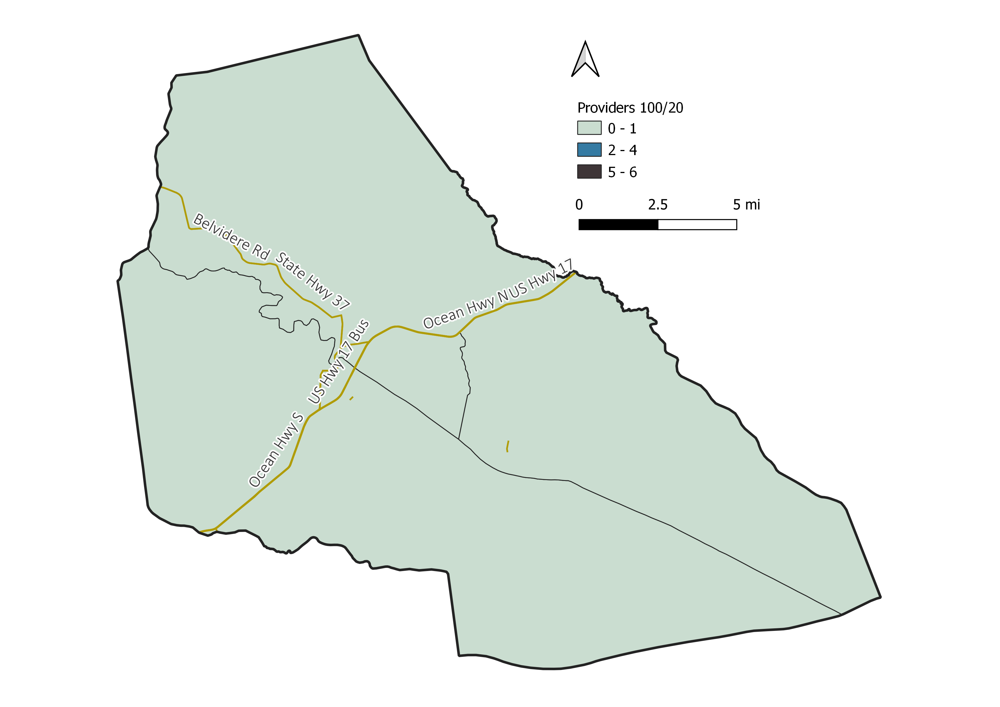 Providers 100/20
0 - 1
2 - 4
5 - 6
0 2.5 5 mi
Belvidere Rd
State Hwy 37
Ocean Hwy N
US Hwy 17
US Hwy 17 Bus
Ocean Hwy S